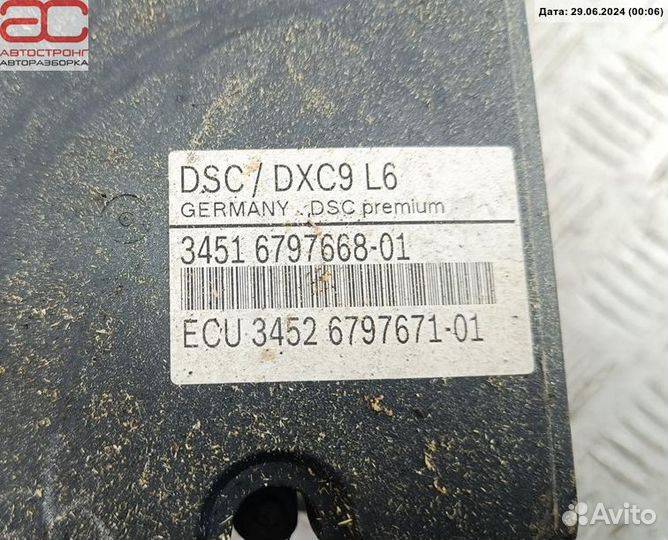 АС
АВТОСТРОНГ
АВТОРАЗБОРКА
Дата: 29.06.2024 (00:06)
DSC / DXC9 L6
GERMANY DSC premium
3451 6797668-01
ECU 3452 6797671-01
Avito